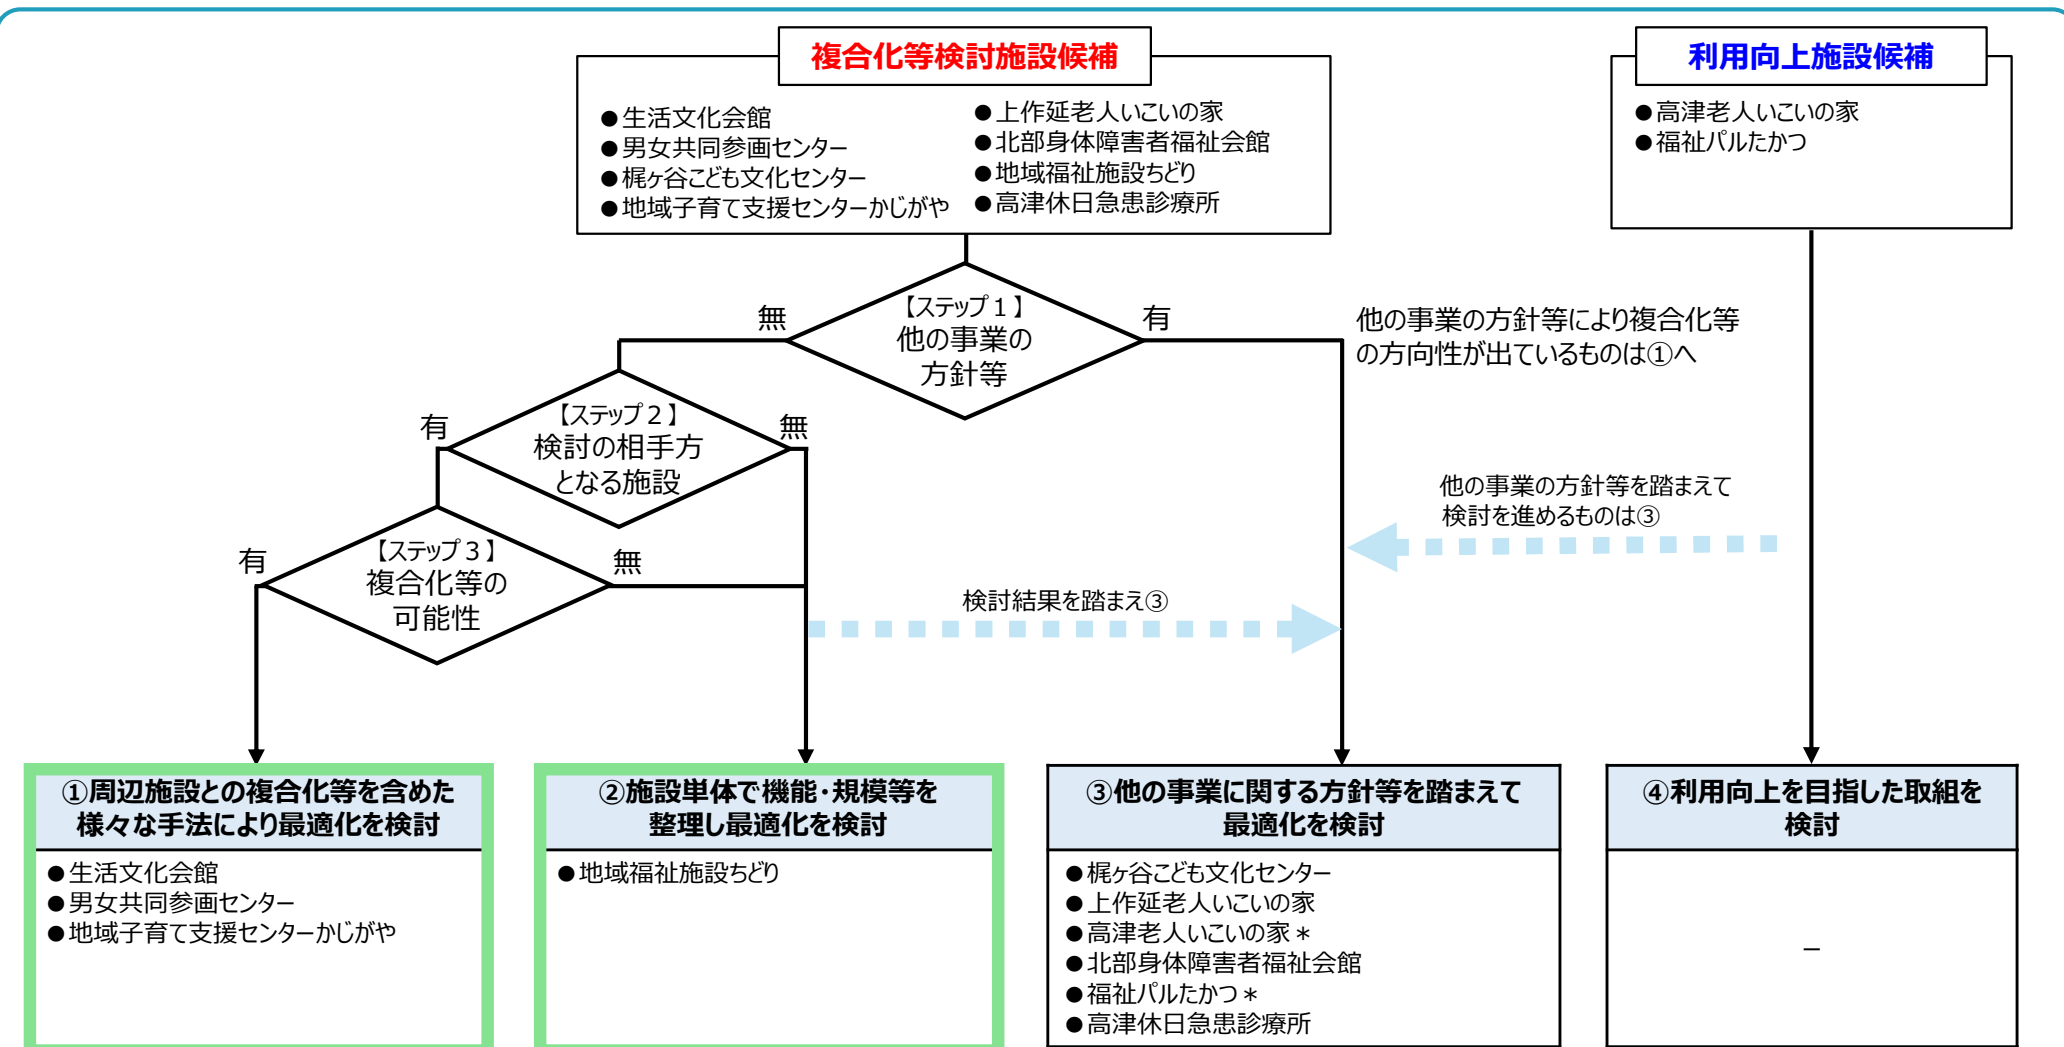 複合化等検討施設候補
●生活文化会館
●男女共同参画センター
●梶ヶ谷こども文化センター
●地域子育て支援センターかじがや
●上作延老人いこいの家
●北部身体障害者福祉会館
●地域福祉施設ちどり
●高津休日急患診療所
利用向上施設候補
●高津老人いこいの家
●福祉パルたかつ
【ステップ１】
他の事業の
方針等
無
有
他の事業の方針等により複合化等
の方向性が出ているものは①へ
【ステップ２】
検討の相手方
となる施設
有
無
他の事業の方針等を踏まえて
検討を進めるものは③
【ステップ３】
複合化等の
可能性
有
無
検討結果を踏まえ③
①周辺施設との複合化等を含めた
様々な手法により最適化を検討
●生活文化会館
●男女共同参画センター
●地域子育て支援センターかじがや
②施設単体で機能・規模等を
整理し最適化を検討
●地域福祉施設ちどり
③他の事業に関する方針等を踏まえて
最適化を検討
●梶ヶ谷こども文化センター
●上作延老人いこいの家
●高津老人いこいの家＊
●北部身体障害者福祉会館
●福祉パルたかつ＊
●高津休日急患診療所
④利用向上を目指した取組を
検討
－